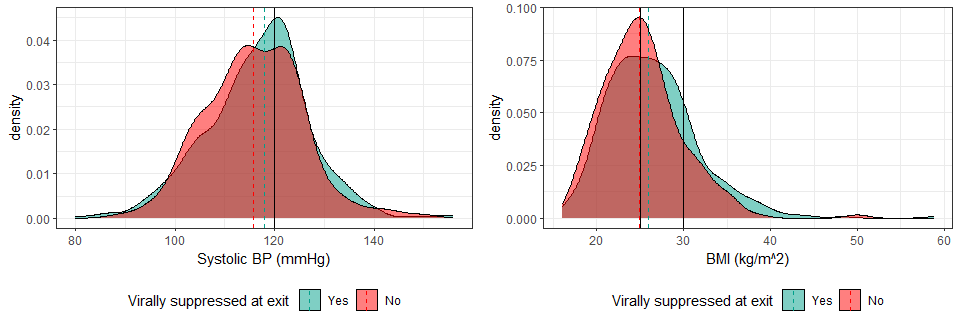 density
0.04
0.03
0.02
0.01
0.00
80 100 120 140
Systolic BP (mmHg)
Virally suppressed at exit Yes No
density
0.100
0.075
0.050
0.025
0.000
20 30 40 50 60
BMI (kg/m^2)
Virally suppressed at exit Yes No